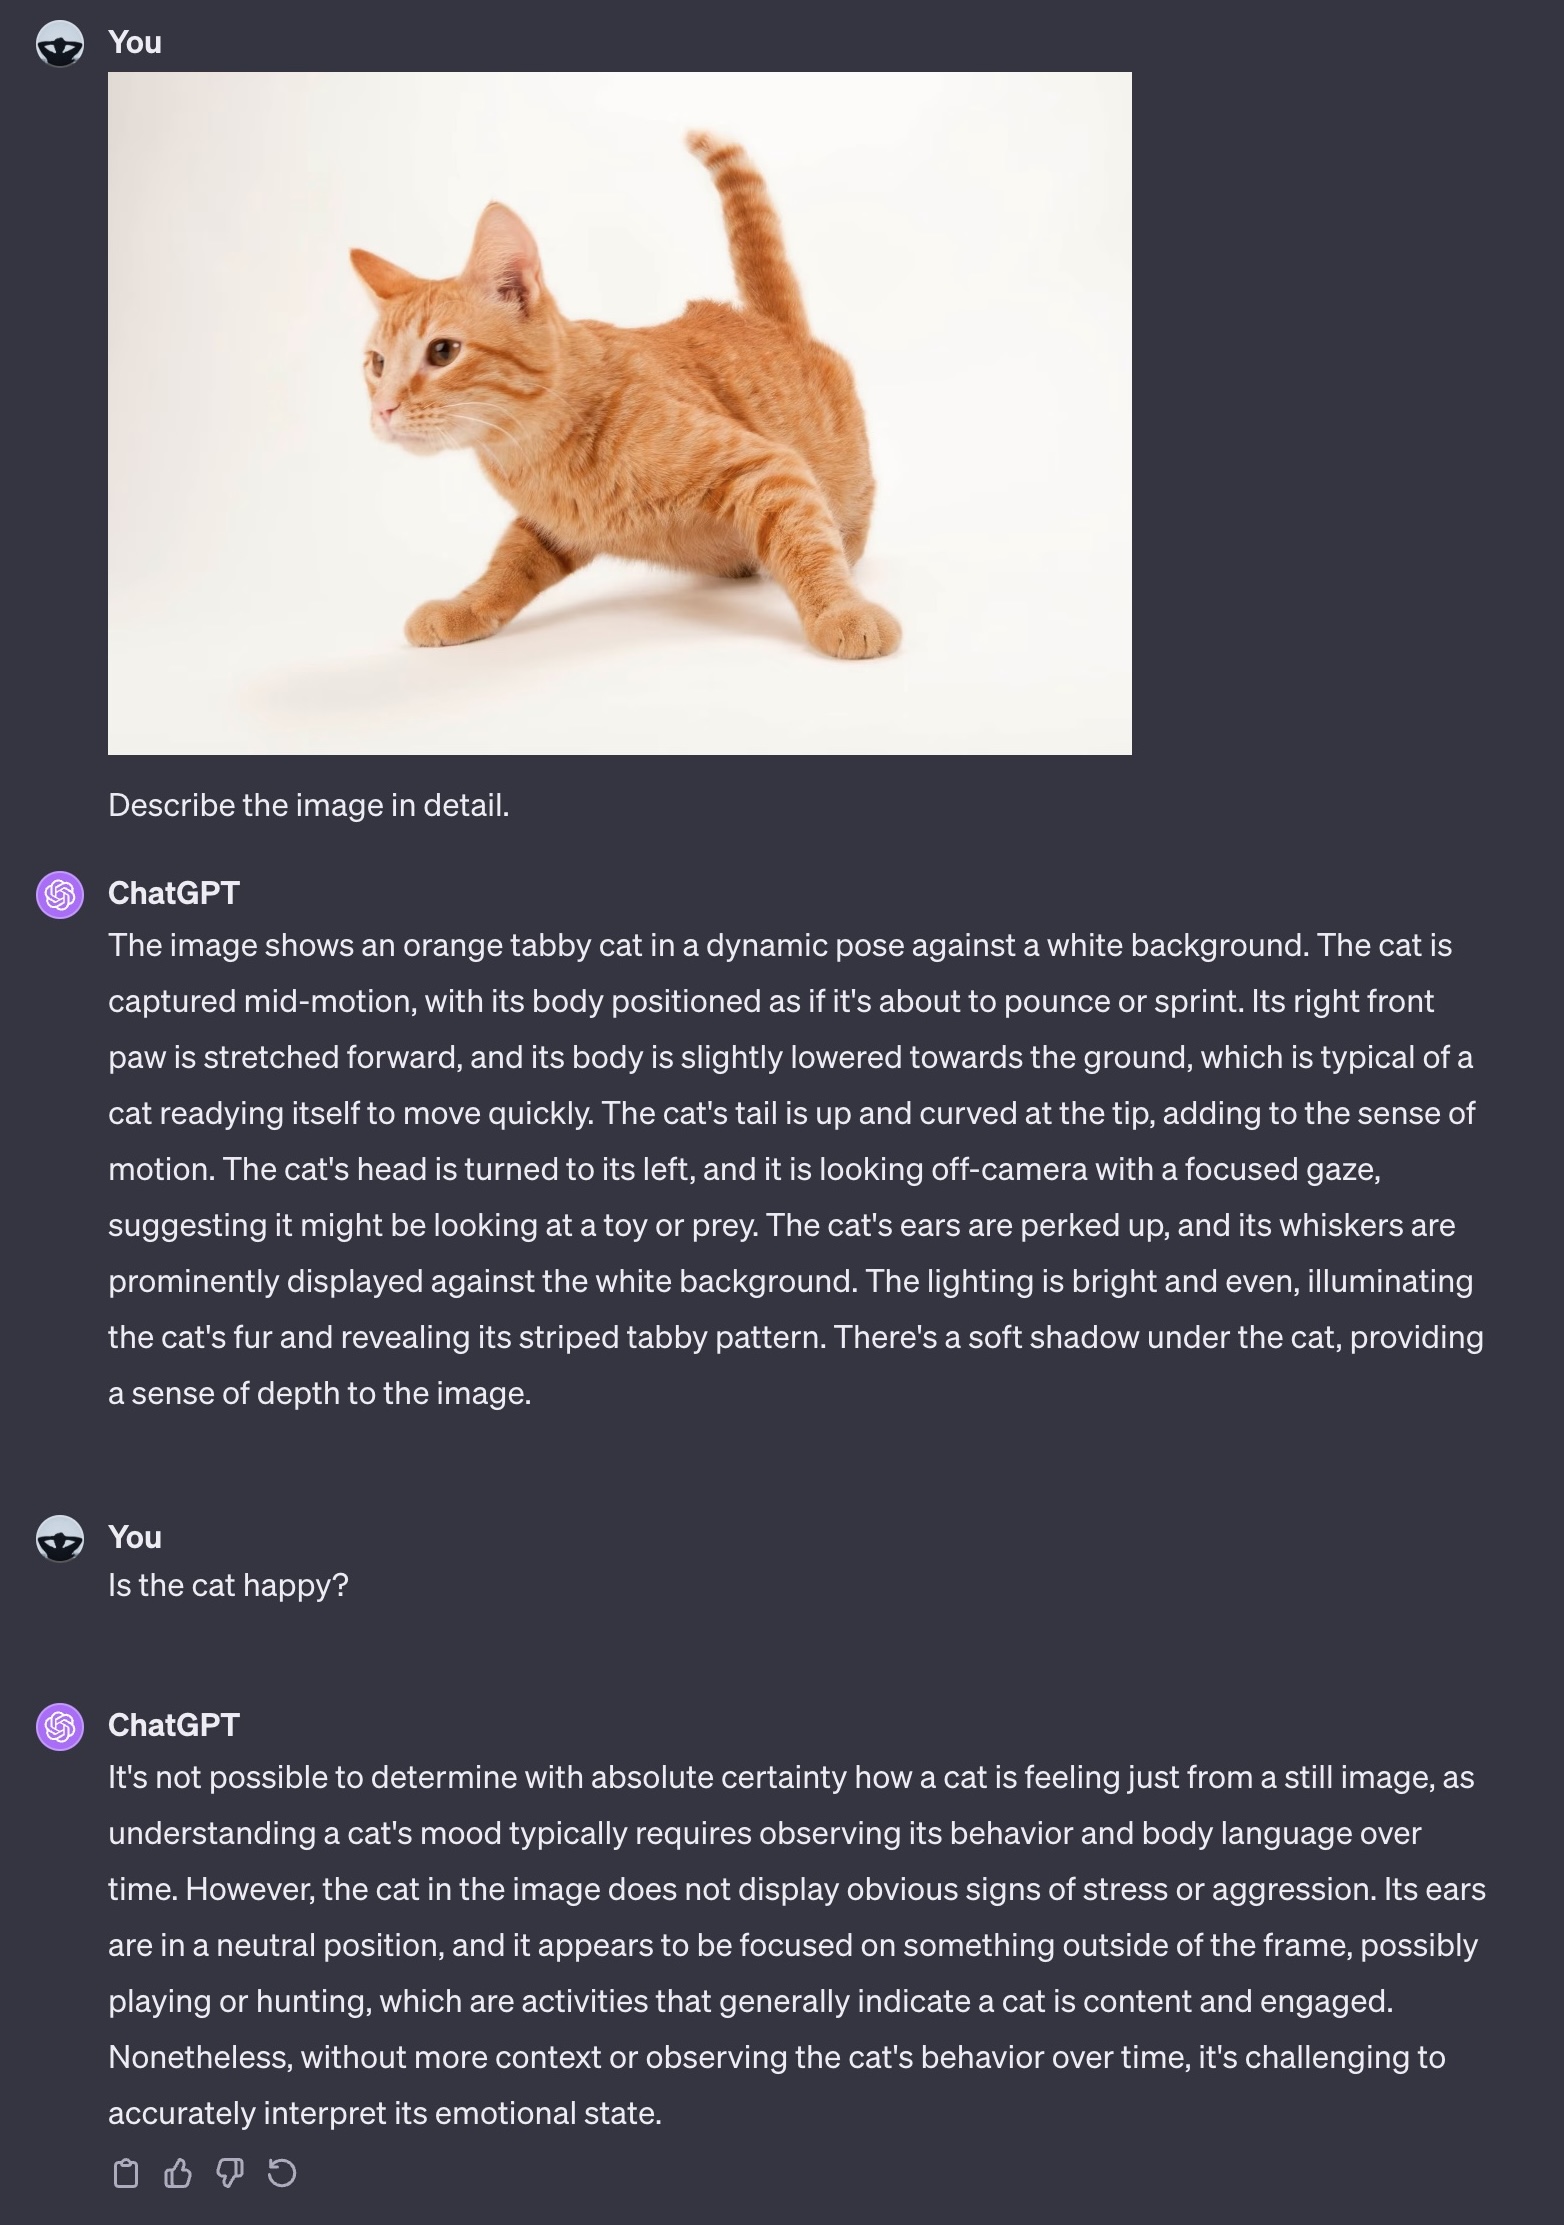 You
Describe the image in detail.
ChatGPT
The image shows an orange tabby cat in a dynamic pose against a white background. The cat is
captured mid-motion, with its body positioned as if it's about to pounce or sprint. Its right front
paw is stretched forward, and its body is slightly lowered towards the ground, which is typical of a
cat readying itself to move quickly. The cat's tail is up and curved at the tip, adding to the sense of
motion. The cat's head is turned to its left, and it is looking off-camera with a focused gaze,
suggesting it might be looking at a toy or prey. The cat's ears are perked up, and its whiskers are
prominently displayed against the white background. The lighting is bright and even, illuminating
the cat's fur and revealing its striped tabby pattern. There's a soft shadow under the cat, providing
a sense of depth to the image.
You
Is the cat happy?
ChatGPT
It's not possible to determine with absolute certainty how a cat is feeling just from a still image, as
understanding a cat's mood typically requires observing its behavior and body language over
time. However, the cat in the image does not display obvious signs of stress or aggression. Its ears
are in a neutral position, and it appears to be focused on something outside of the frame, possibly
playing or hunting, which are activities that generally indicate a cat is content and engaged.
Nonetheless, without more context or observing the cat's behavior over time, it's challenging to
accurately interpret its emotional state.